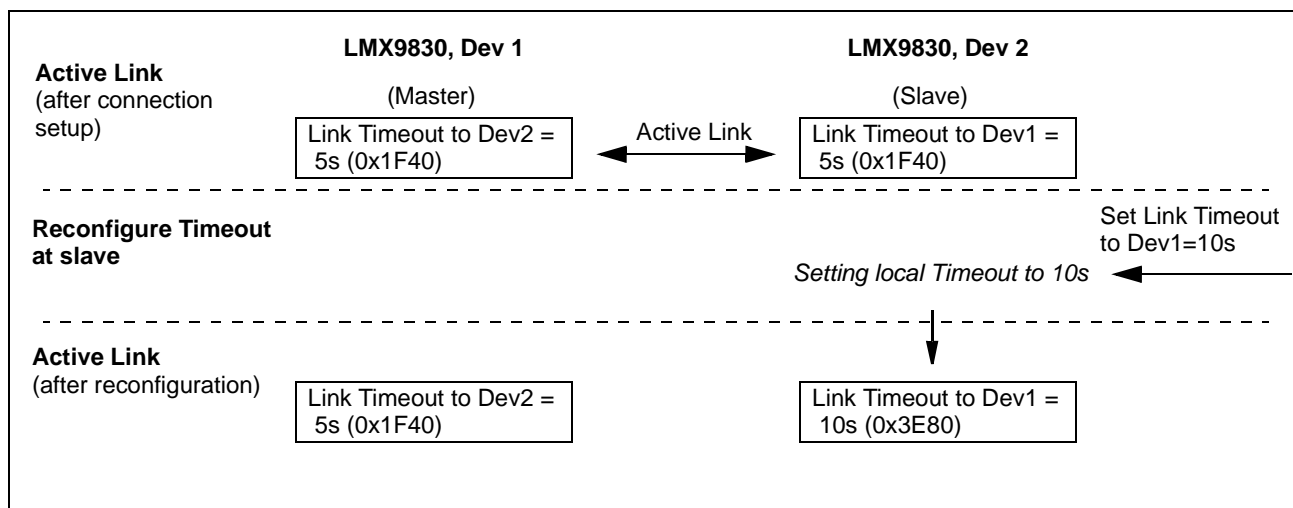 LMX9830, Dev 1
LMX9830, Dev 2
Active Link
(after connection
setup)
(Master)
(Slave)
Link Timeout to Dev2 =
5s (0x1F40)
Active Link
Link Timeout to Dev1 =
5s (0x1F40)
Reconfigure Timeout
at slave
Set Link Timeout
to Dev1=10s
Setting local Timeout to 10s
Active Link
(after reconfiguration)
Link Timeout to Dev2 =
5s (0x1F40)
Link Timeout to Dev1 =
10s (0x3E80)